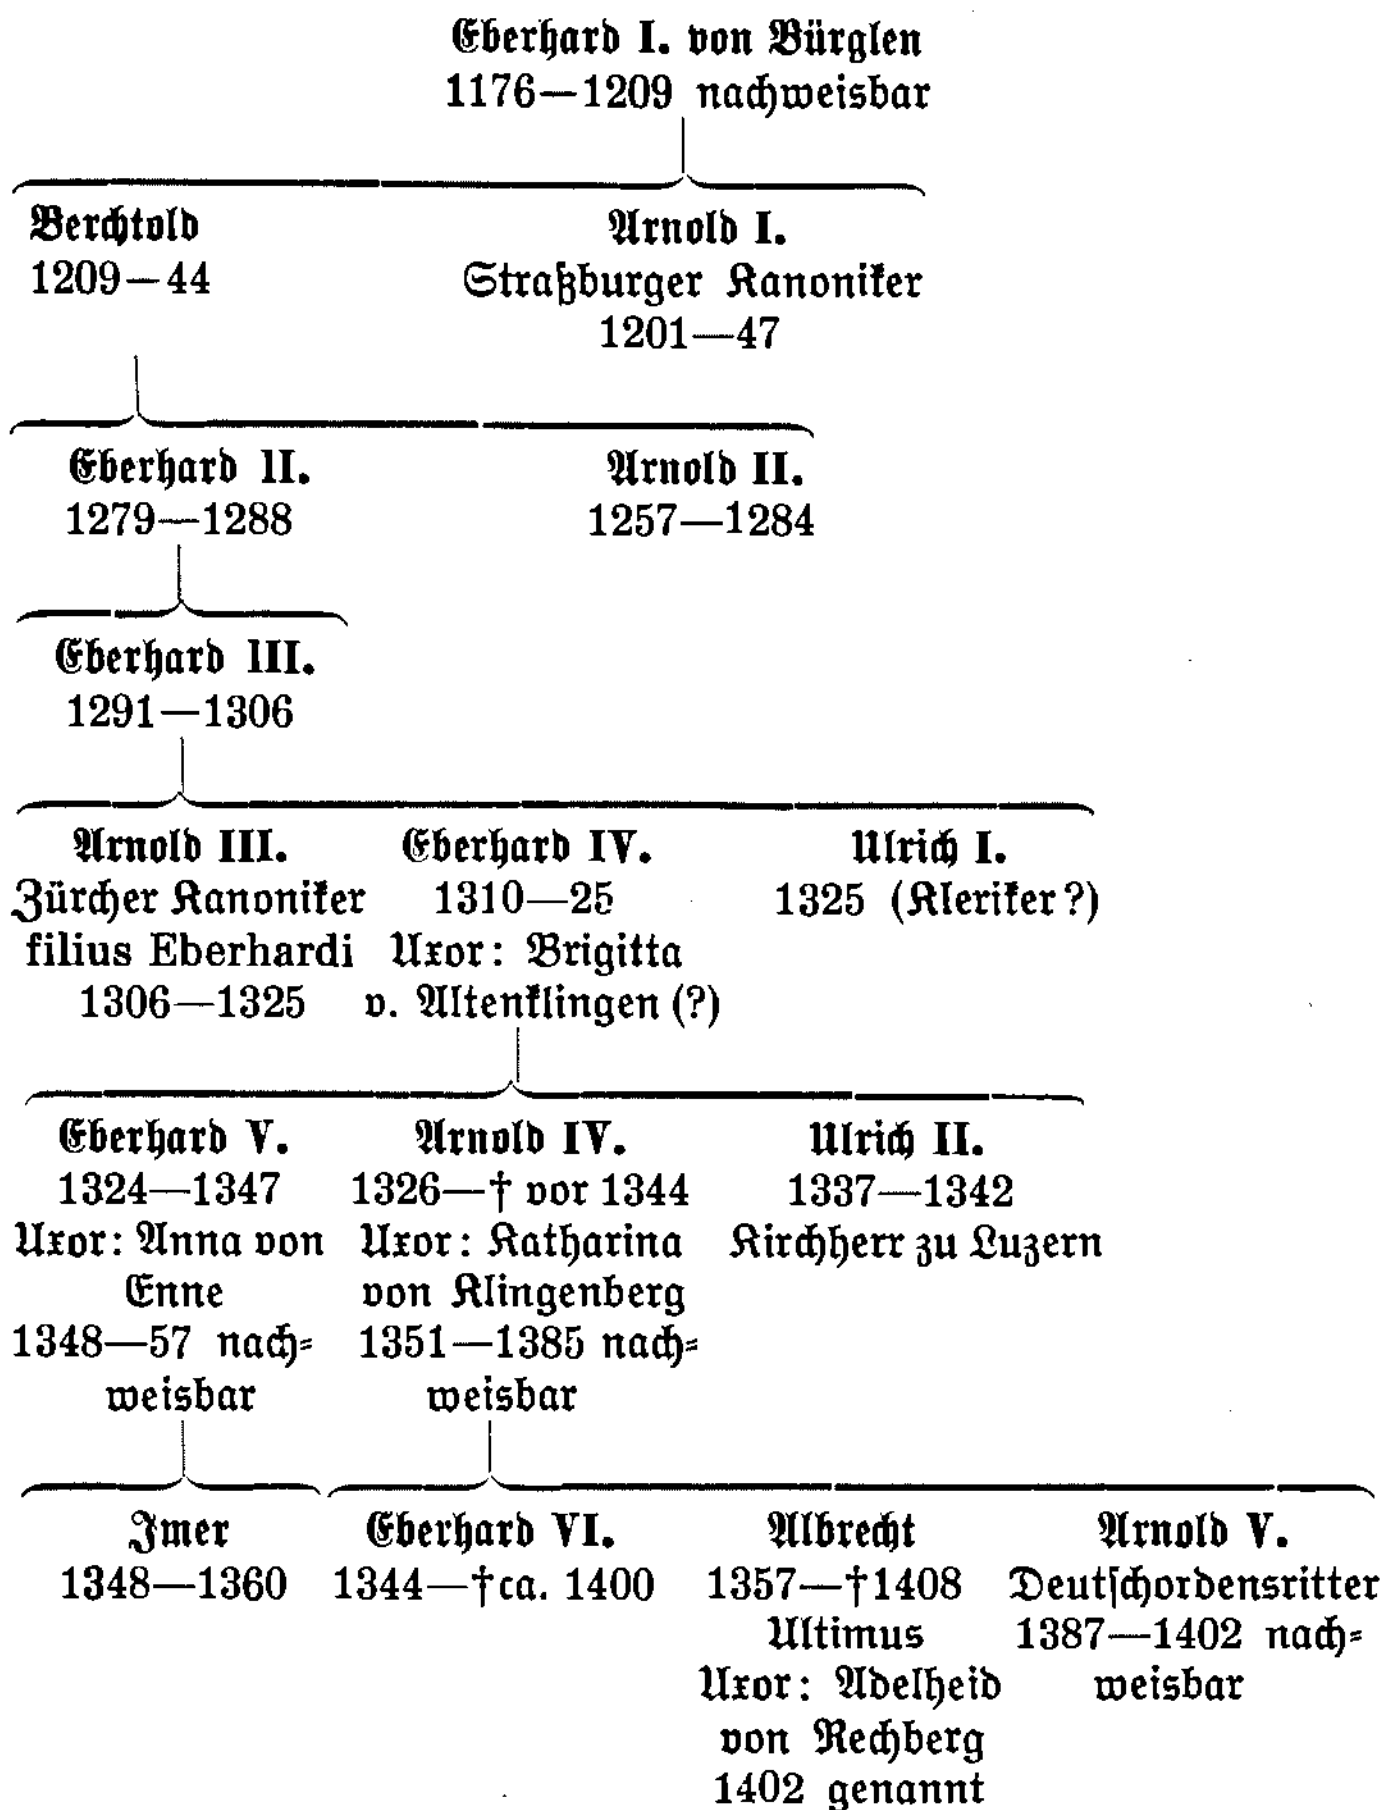 Eberhard I. von Bürglen
1176—1209 nachweisbar
Berchtold
1209—44
Arnold I.
Straßburger Kanoniker
1201—47
Eberhard II.
1279—1288
Arnold II.
1257—1284
Eberhard III.
1291—1306
Arnold III.
Zürcher Kanoniker
filius Eberhardi
1306—1325
Eberhard IV.
1310—25
Uxor: Brigitta
v. Altenklingen (?)
Ulrich I.
1325 (Kleriker?)
Eberhard V.
1324—1347
Uxor: Anna von
Enne
1348—57 nach-
weisbar
Arnold IV.
1326—† vor 1344
Uxor: Katharina
von Klingenberg
1351—1385 nach-
weisbar
Ulrich II.
1337—1342
Kirchherr zu Luzern
Imer
1348—1360
Eberhard VI.
1344—†ca. 1400
Albrecht
1357—†1408
Ultimus
Uxor: Adelheid
von Rechberg
1402 genannt
Arnold V.
Deutschordensritter
1387—1402 nach-
weisbar